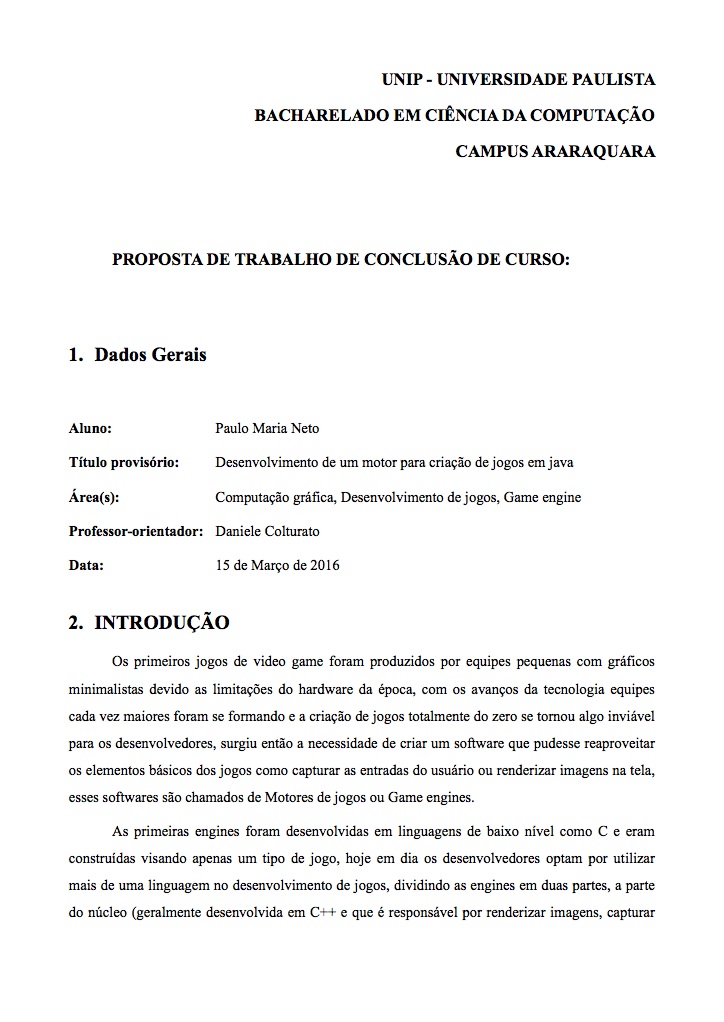 UNIP - UNIVERSIDADE PAULISTA
BACHARELADO EM CIÊNCIA DA COMPUTAÇÃO
CAMPUS ARARAQUARA
PROPOSTA DE TRABALHO DE CONCLUSÃO DE CURSO:
1. Dados Gerais
Aluno: Paulo Maria Neto
Título provisório: Desenvolvimento de um motor para criação de jogos em java
Área(s): Computação gráfica, Desenvolvimento de jogos, Game engine
Professor-orientador: Daniele Colturato
Data: 15 de Março de 2016
2. INTRODUÇÃO
Os primeiros jogos de video game foram produzidos por equipes pequenas com gráficos
minimalistas devido as limitações do hardware da época, com os avanços da tecnologia equipes
cada vez maiores foram se formando e a criação de jogos totalmente do zero se tornou algo inviável
para os desenvolvedores, surgiu então a necessidade de criar um software que pudesse reaproveitar
os elementos básicos dos jogos como capturar as entradas do usuário ou renderizar imagens na tela,
esses softwares são chamados de Motores de jogos ou Game engines.
As primeiras engines foram desenvolvidas em linguagens de baixo nível como C e eram
construídas visando apenas um tipo de jogo, hoje em dia os desenvolvedores optam por utilizar
mais de uma linguagem no desenvolvimento de jogos, dividindo as engines em duas partes, a parte
do núcleo (geralmente desenvolvida em C++ e que é responsável por renderizar imagens, capturar